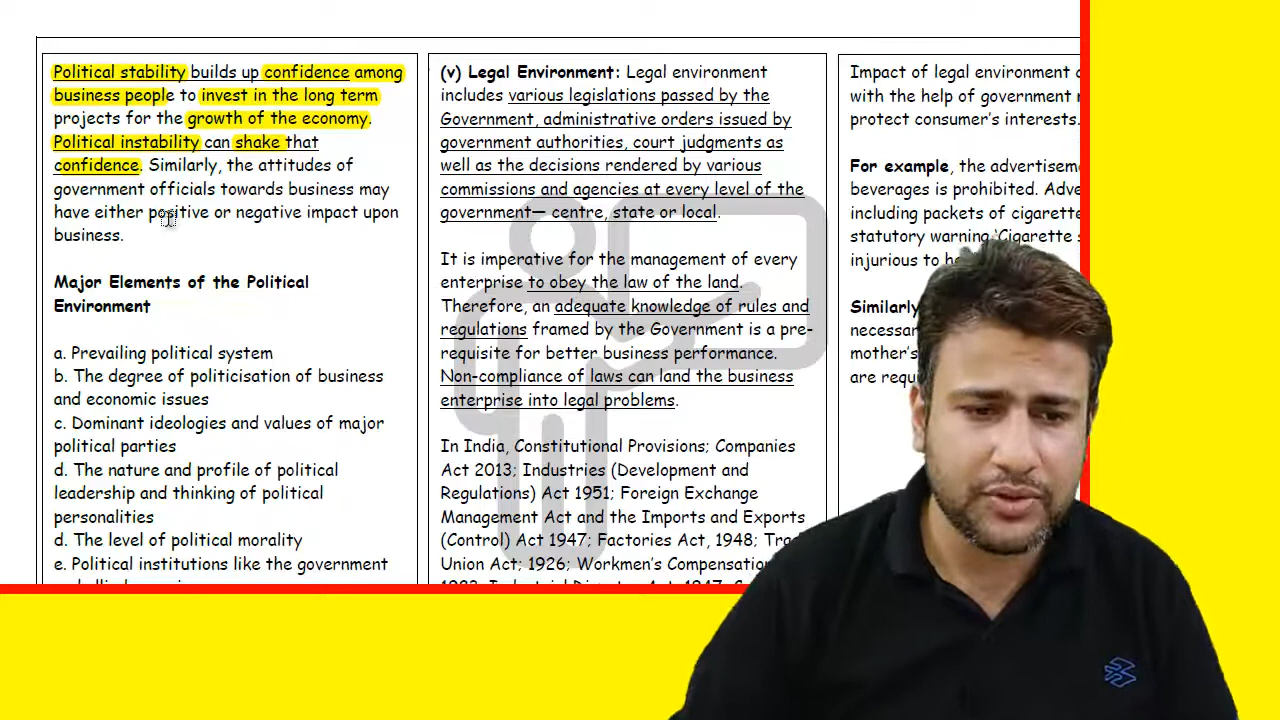 Political stability builds up confidence among
business people to invest in the long term
projects for the growth of the economy.
Political instability can shake that
confidence. Similarly, the attitudes of
government officials towards business may
have either positive or negative impact upon
business.
Major Elements of the Political
Environment
a. Prevailing political system
b. The degree of politicisation of business
and economic issues
c. Dominant ideologies and values of major
political parties
d. The nature and profile of political
leadership and thinking of political
personalities
d. The level of political morality
e. Political institutions like the government
(v) Legal Environment: Legal environment
includes various legislations passed by the
Government, administrative orders issued by
government authorities, court judgments as
well as the decisions rendered by various
commissions and agencies at every level of the
government— centre, state or local.
It is imperative for the management of every
enterprise to obey the law of the land.
Therefore, an adequate knowledge of rules and
regulations framed by the Government is a pre-
requisite for better business performance.
Non-compliance of laws can land the business
enterprise into legal problems.
In India, Constitutional Provisions; Companies
Act 2013; Industries (Development and
Regulations) Act 1951; Foreign Exchange
Management Act and the Imports and Exports
(Control) Act 1947; Factories Act, 1948;
Union Act; 1926; Workmen's
Impact of legal environment
with the help of government
protect consumer's interests.
For example, the
beverages is prohibited.
including packets of
statutory warning 'Cigarette
injurious to
Similarly
mother's
are